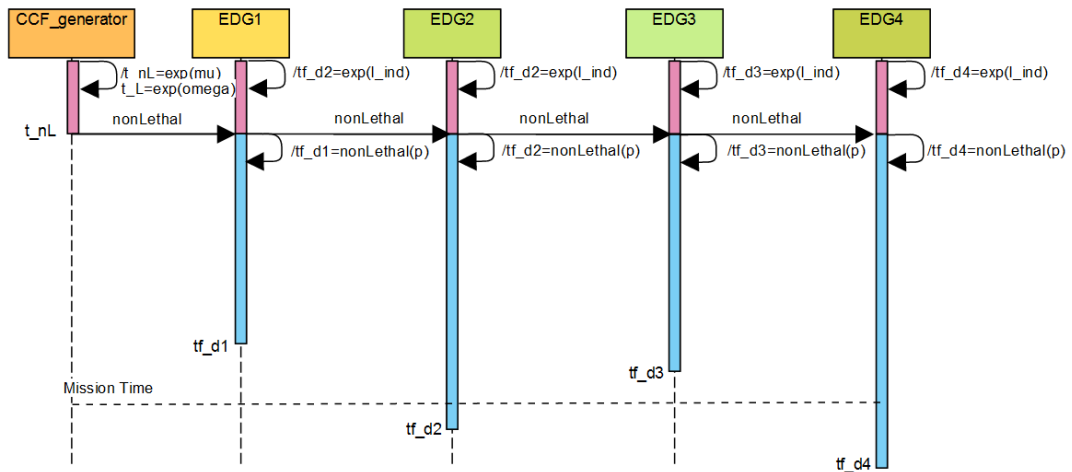 CCF_generator
EDG1
EDG2
EDG3
EDG4
/t_nL=exp(mu)
t_L=exp(omega)
/tf_d2=exp(l_ind)
/tf_d2=exp(l_ind)
/tf_d3=exp(l_ind)
/tf_d4=exp(l_ind)
t_nL
nonLethal
nonLethal
nonLethal
nonLethal
/tf_d1=nonLethal(p)
/tf_d2=nonLethal(p)
/tf_d3=nonLethal(p)
/tf_d4=nonLethal(p)
tf_d1
tf_d3
Mission Time
tf_d2
tf_d4